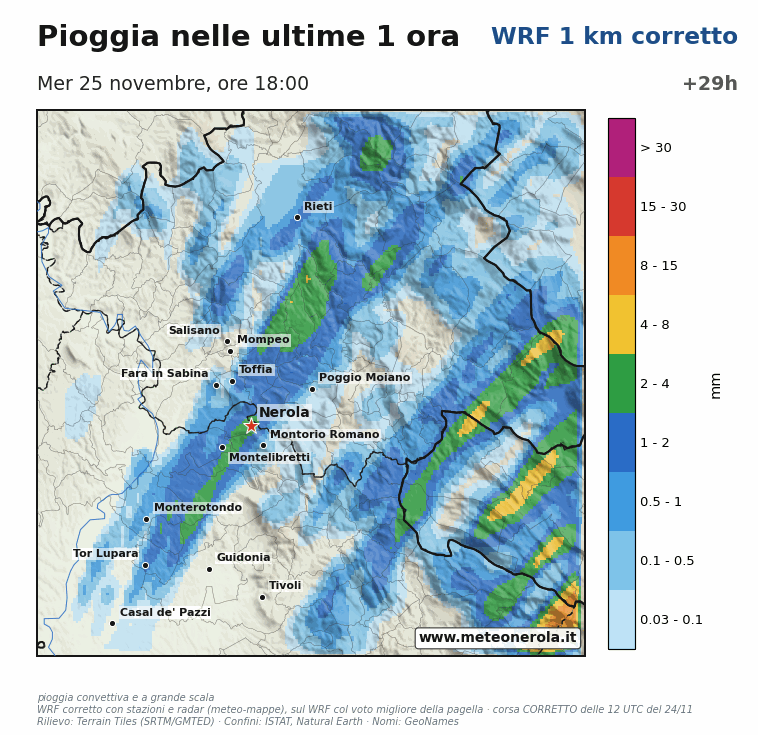 Pioggia nelle ultime 1 ora
WRF 1 km corretto
Mer 25 novembre, ore 18:00
+29h
Rieti
Salisano
Mompeo
Fara in Sabina
Toffia
Poggio Moiano
Nerola
Montorio Romano
Montelibretti
Monterotondo
Tor Lupara
Guidonia
Tivoli
Casal de' Pazzi
www.meteonerola.it
> 30
15 - 30
8 - 15
4 - 8
2 - 4
1 - 2
0.5 - 1
0.1 - 0.5
0.03 - 0.1
mm
pioggia convettiva e a grande scala
WRF corretto con stazioni e radar (meteo-mappe), sul WRF col voto migliore della pagella · corsa CORRETTO delle 12 UTC del 24/11
Rilievo: Terrain Tiles (SRTM/GMTED) · Confini: ISTAT, Natural Earth · Nomi: GeoNames